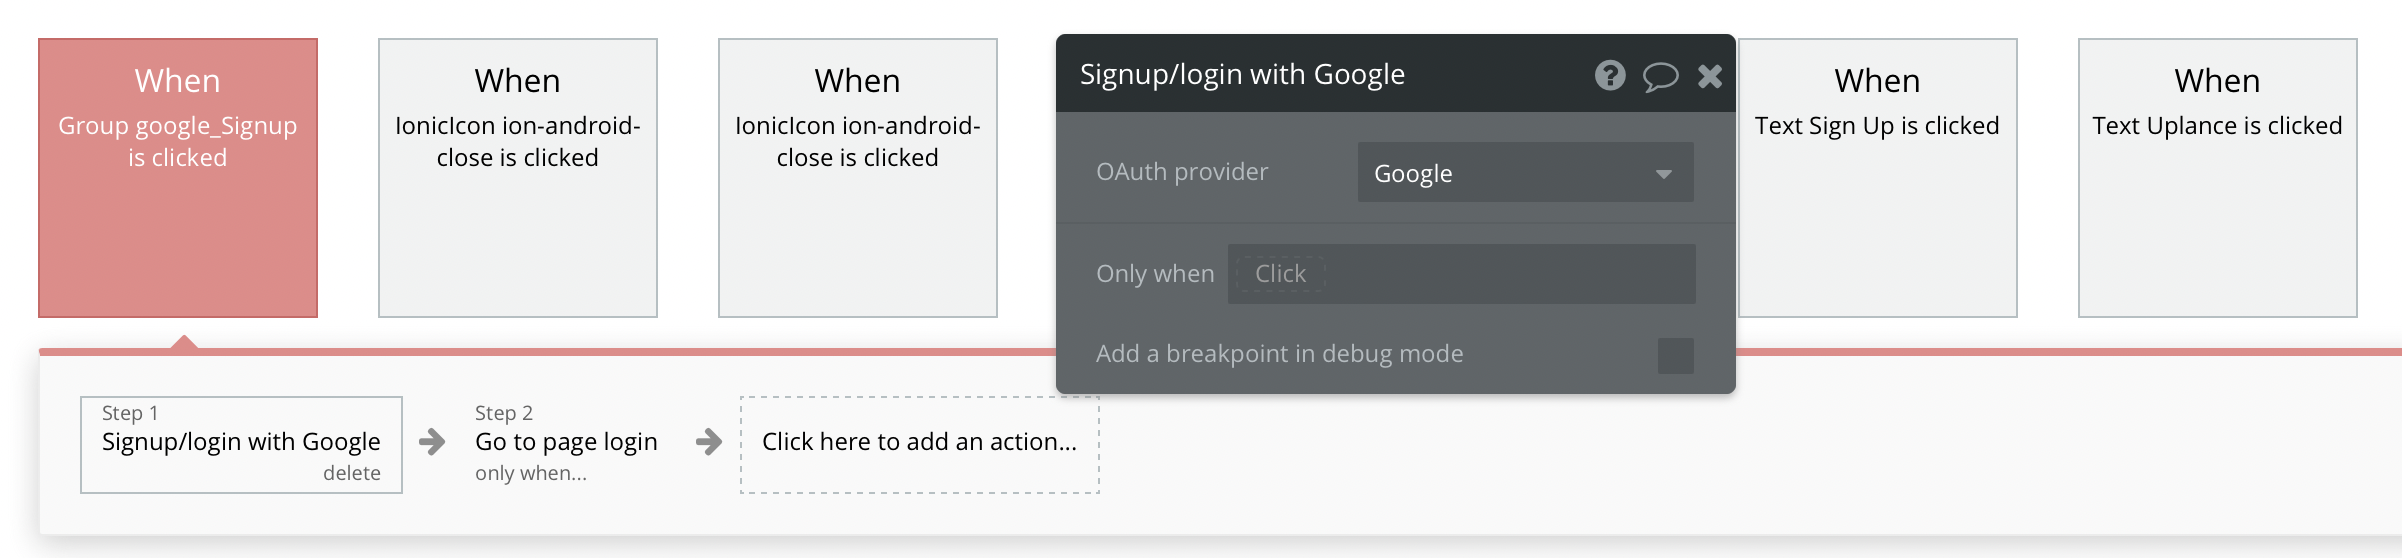 When
Group google_Signup
is clicked
When
IonicIcon ion-android-
close is clicked
When
IonicIcon ion-android-
close is clicked
Signup/login with Google
OAuth provider
Google
Only when
Click
Add a breakpoint in debug mode
When
Text Sign Up is clicked
When
Text Uplance is clicked
Step 1
Signup/login with Google
delete
Step 2
Go to page login
only when...
Click here to add an action...